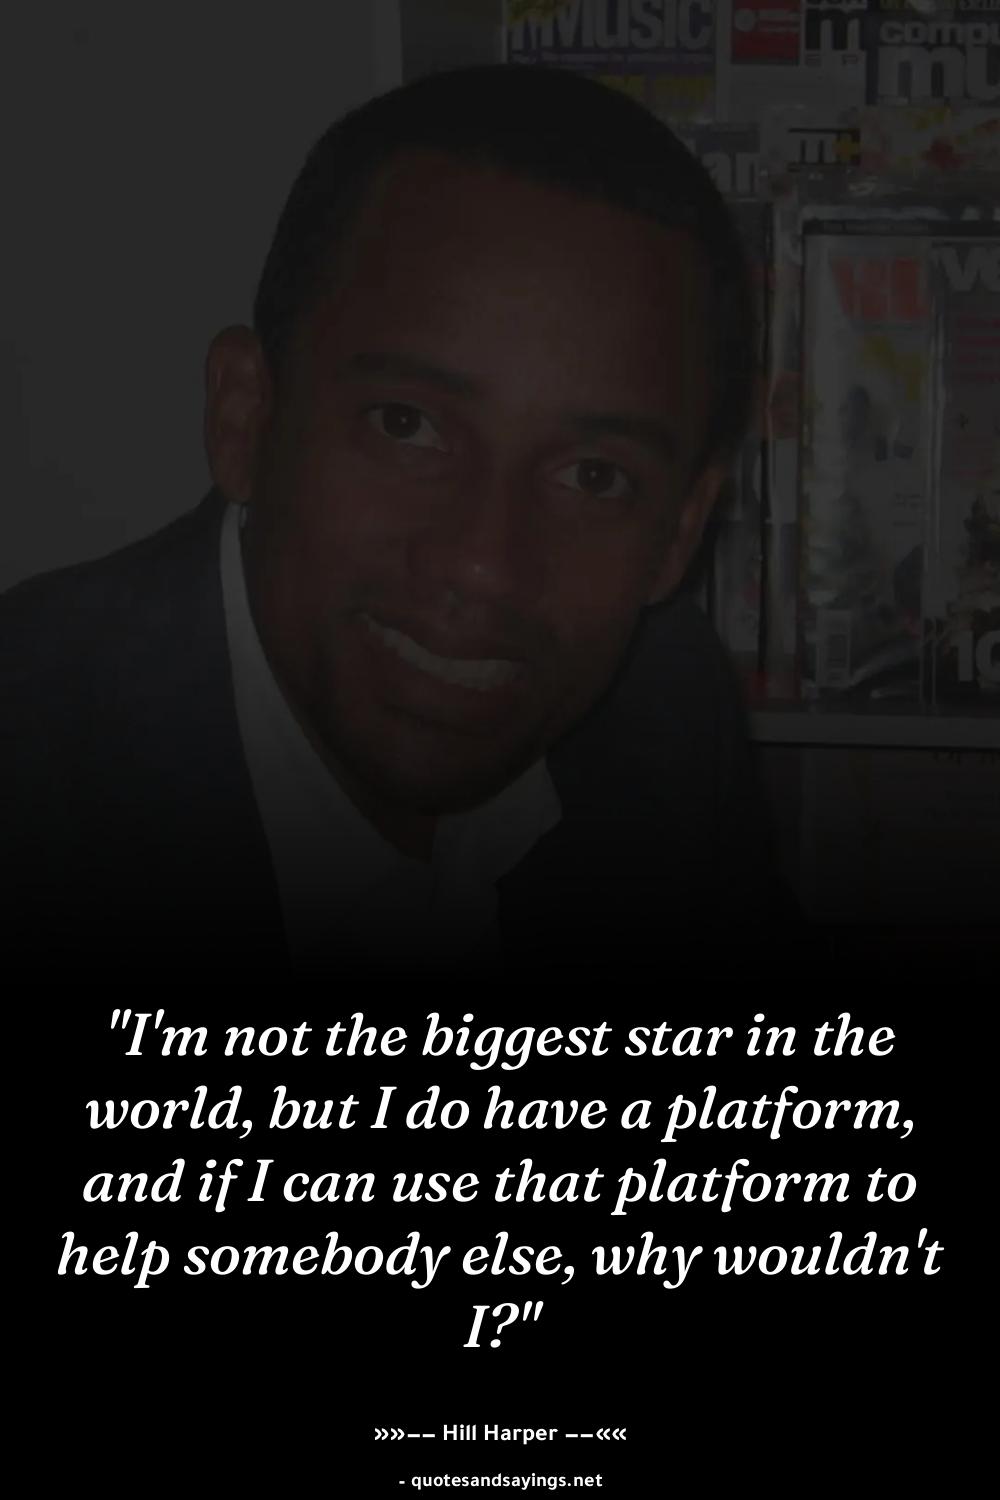 Music
"I'm not the biggest star in the
world, but I do have a platform,
and if I can use that platform to
help somebody else, why wouldn't
I?"
»»−− Hill Harper −−««
- quotesandsayings.net